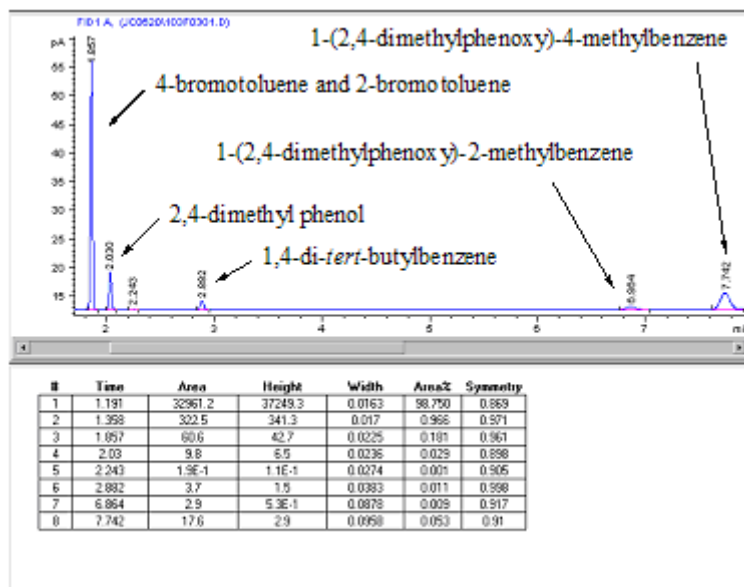 FID1 A, (JC0620\103F0301.D)
pA
1.857
1-(2,4-dimethylphenoxy)-4-methylbenzene
65
4-bromotoluene and 2-bromotoluene
55
45
1-(2,4-dimethylphenoxy)-2-methylbenzene
35
2,4-dimethyl phenol
25
1,4-di-tert-butylbenzene
20
15
2.030
2.243
2.882
6.864
7.742
2 3 4 5 6 7
# Time Area Height Width Area% Symmetry
1 1.191 32961.2 37249.3 0.0163 98.750 0.869
2 1.358 322.5 341.3 0.017 0.966 0.971
3 1.857 60.6 42.7 0.0225 0.181 0.961
4 2.03 9.8 6.5 0.0236 0.029 0.898
5 2.243 1.9E-1 1.1E-1 0.0274 0.001 0.905
6 2.882 3.7 1.5 0.0383 0.011 0.998
7 6.864 2.9 5.3E-1 0.0878 0.009 0.917
8 7.742 17.6 2.9 0.0958 0.053 0.91